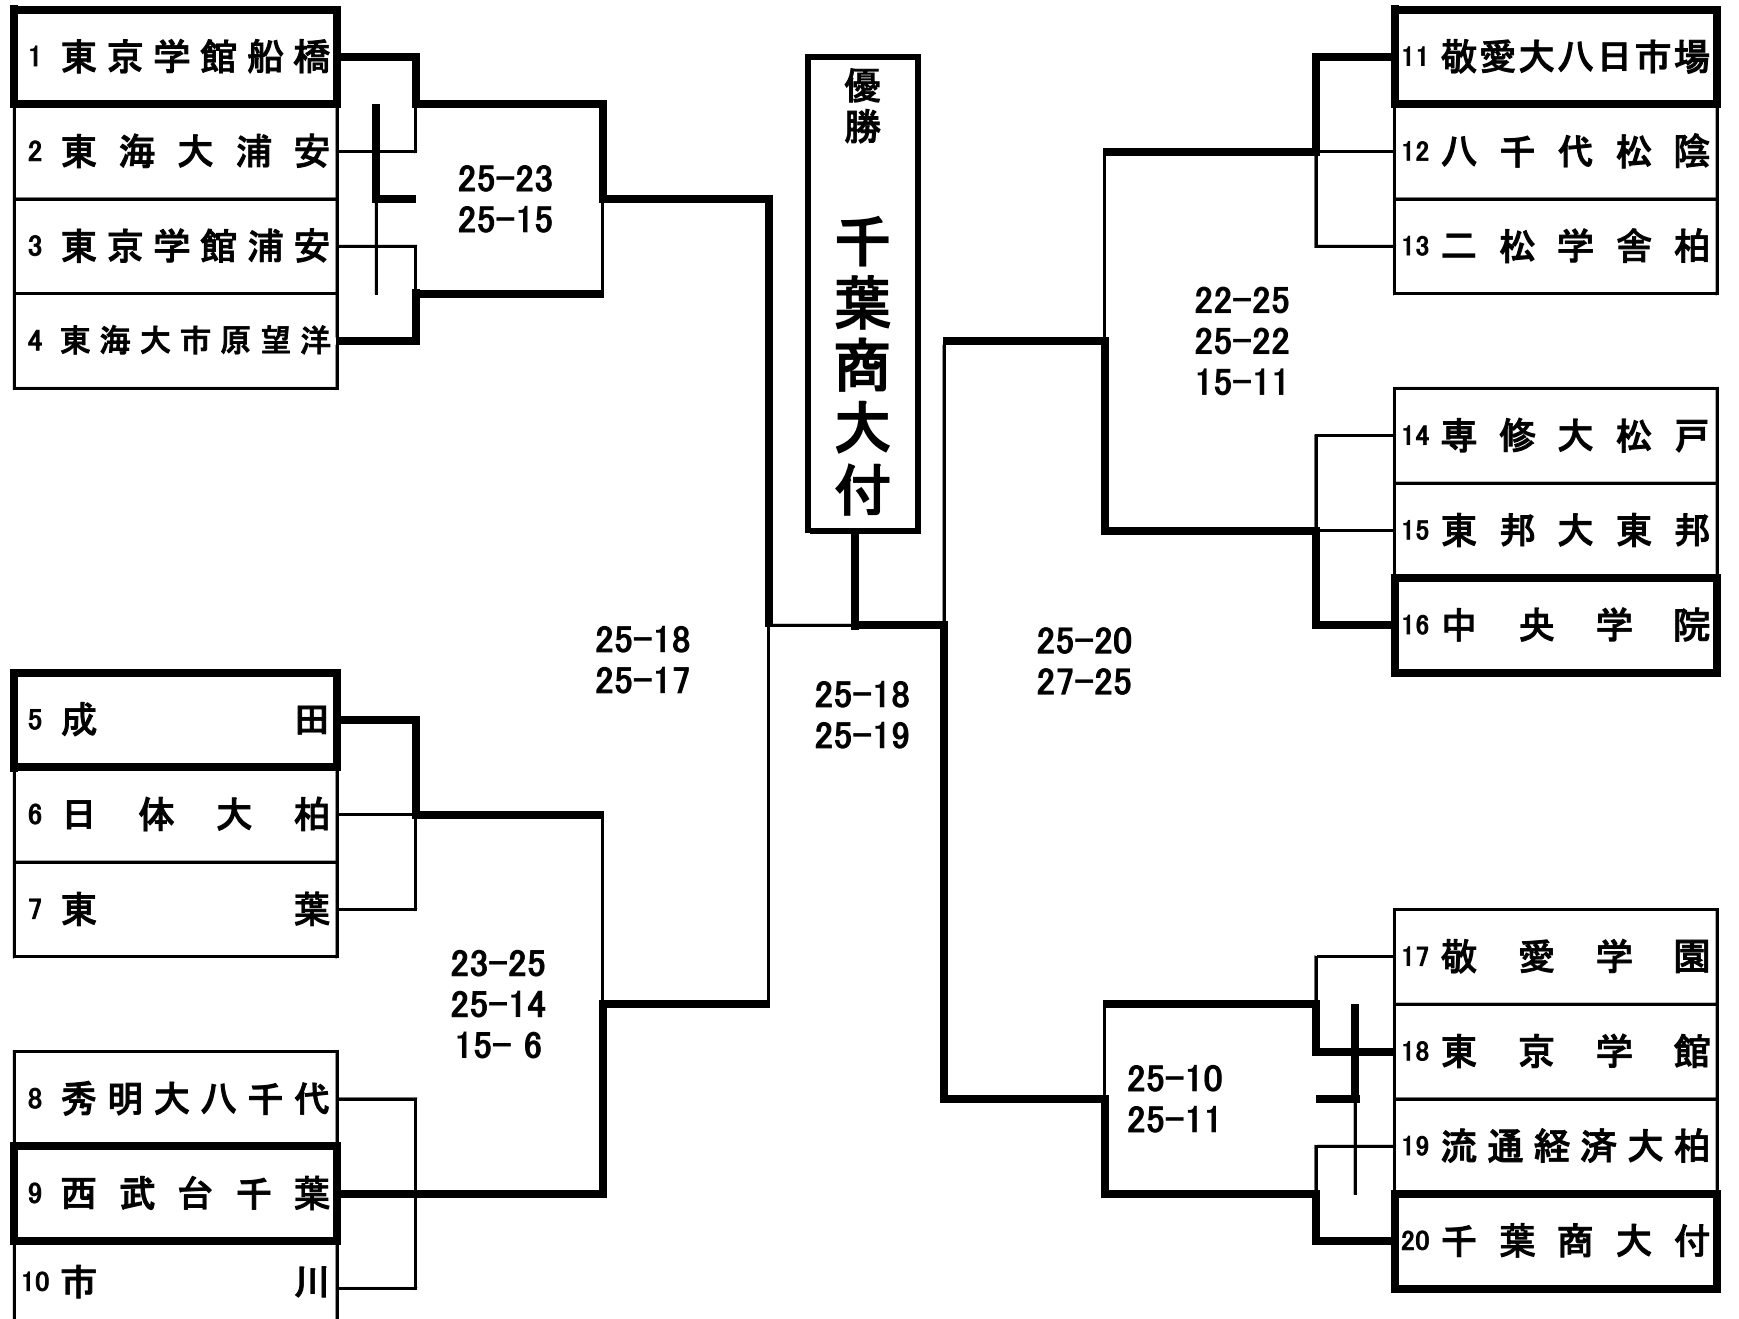 1 東京学館船橋
2 東海大浦安
3 東京学館浦安
4 東海大市原望洋
25-23
25-15
5 成田
6 日体大柏
7 東葉
23-25
25-14
15- 6
8 秀明大八千代
9 西武台千葉
10 市川
25-18
25-17
優勝 千葉商大付
25-18
25-19
11 敬愛大八日市場
12 八千代松陰
13 二松学舎柏
22-25
25-22
15-11
14 専修大松戸
15 東邦大東邦
16 中央学院
25-20
27-25
17 敬愛学園
18 東京学館
19 流通経済大柏
20 千葉商大付
25-10
25-11